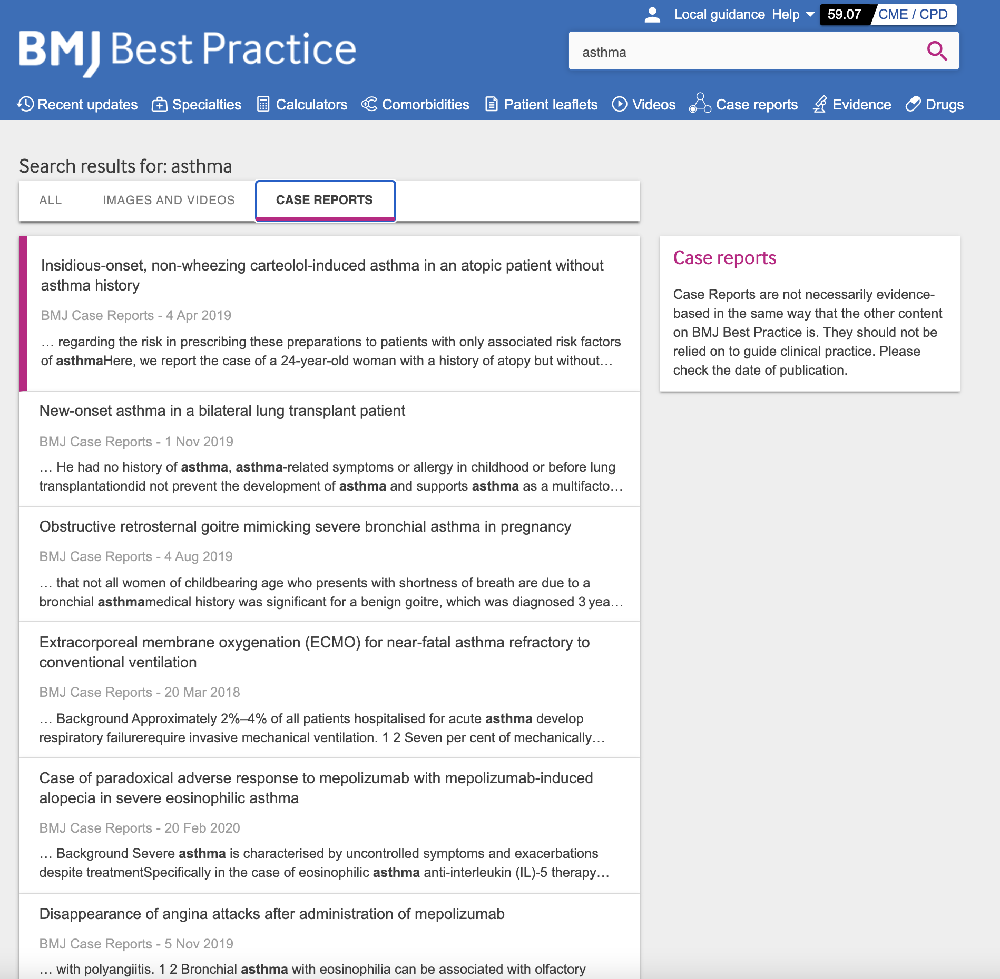 Local guidance Help 59.07 CME / CPD
BMJ Best Practice
asthma
Recent updates Specialties Calculators Comorbidities Patient leaflets Videos Case reports Evidence Drugs
Search results for: asthma
ALL IMAGES AND VIDEOS CASE REPORTS
Insidious-onset, non-wheezing carteolol-induced asthma in an atopic patient without
asthma history
BMJ Case Reports - 4 Apr 2019
… regarding the risk in prescribing these preparations to patients with only associated risk factors
of asthmaHere, we report the case of a 24-year-old woman with a history of atopy but without…
New-onset asthma in a bilateral lung transplant patient
BMJ Case Reports - 1 Nov 2019
… He had no history of asthma, asthma-related symptoms or allergy in childhood or before lung
transplantationdid not prevent the development of asthma and supports asthma as a multifacto…
Obstructive retrosternal goitre mimicking severe bronchial asthma in pregnancy
BMJ Case Reports - 4 Aug 2019
… that not all women of childbearing age who presents with shortness of breath are due to a
bronchial asthmamedical history was significant for a benign goitre, which was diagnosed 3 yea…
Extracorporeal membrane oxygenation (ECMO) for near-fatal asthma refractory to
conventional ventilation
BMJ Case Reports - 20 Mar 2018
… Background Approximately 2%–4% of all patients hospitalised for acute asthma develop
respiratory failurerequire invasive mechanical ventilation. 1 2 Seven per cent of mechanically…
Case of paradoxical adverse response to mepolizumab with mepolizumab-induced
alopecia in severe eosinophilic asthma
BMJ Case Reports - 20 Feb 2020
… Background Severe asthma is characterised by uncontrolled symptoms and exacerbations
despite treatmentSpecifically in the case of eosinophilic asthma anti-interleukin (IL)-5 therapy…
Disappearance of angina attacks after administration of mepolizumab
BMJ Case Reports - 5 Nov 2019
… with polyangiitis. 1 2 Bronchial asthma with eosinophilia can be associated with olfactory
Case reports
Case Reports are not necessarily evidence-
based in the same way that the other content
on BMJ Best Practice is. They should not be
relied on to guide clinical practice. Please
check the date of publication.